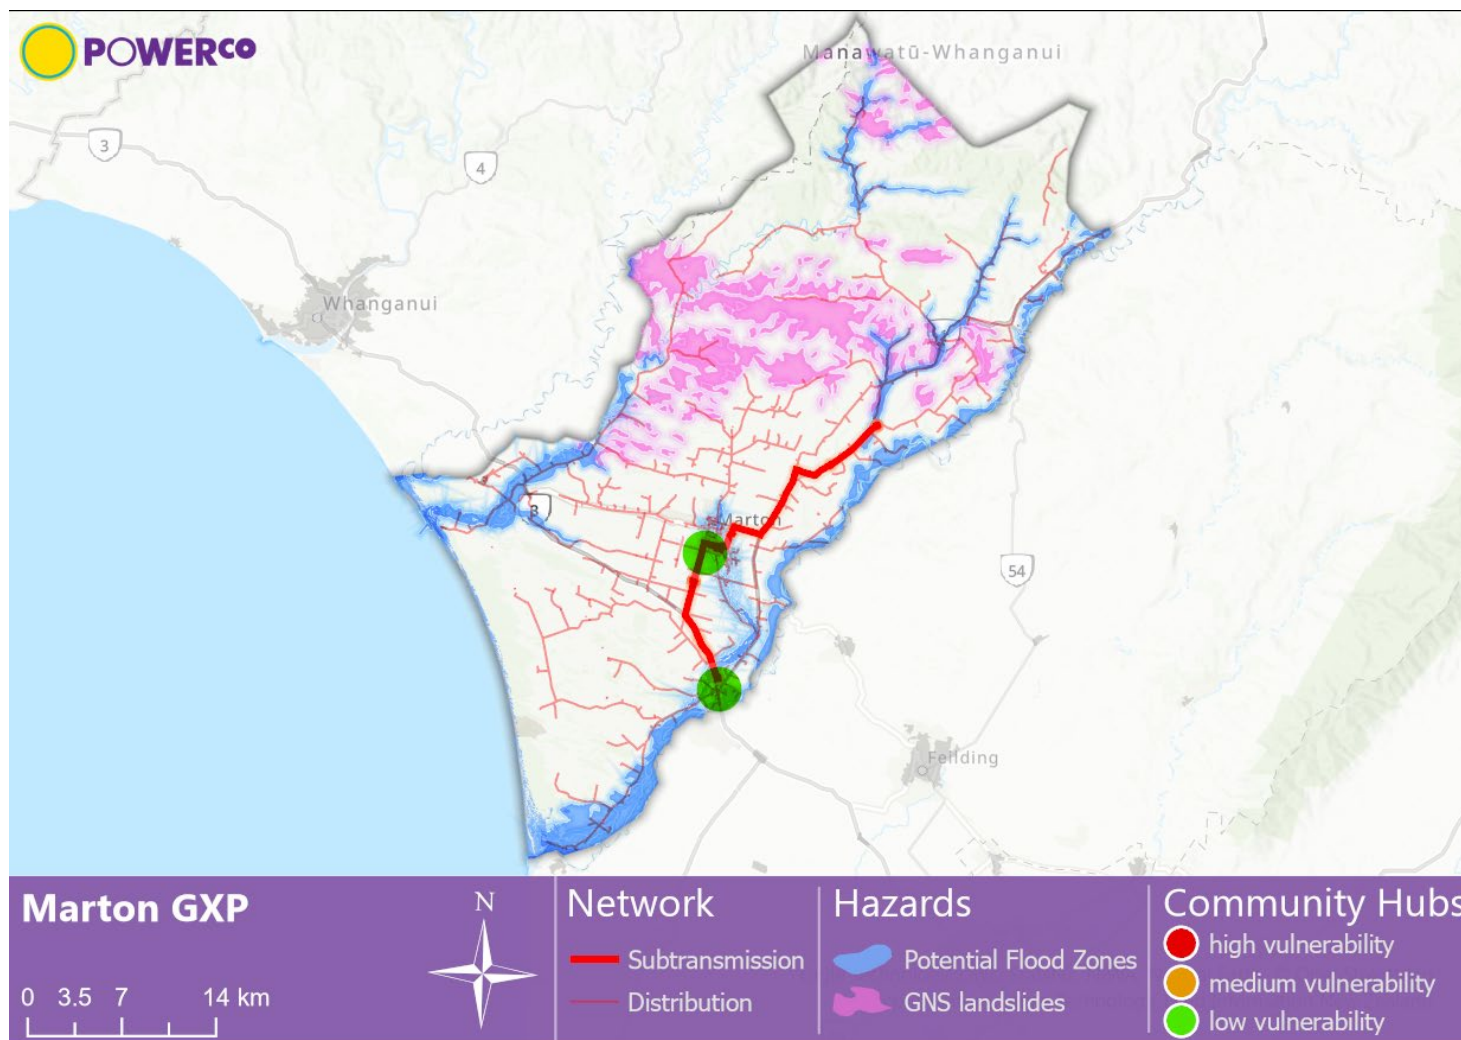 POWERCO
Manawatū-Whanganui
3
4
Whanganui
3
Marton
54
Feilding
Marton GXP
N
0 3.5 7 14 km
Network
Subtransmission
Distribution
Hazards
Potential Flood Zones
GNS landslides
Community Hubs
high vulnerability
medium vulnerability
low vulnerability